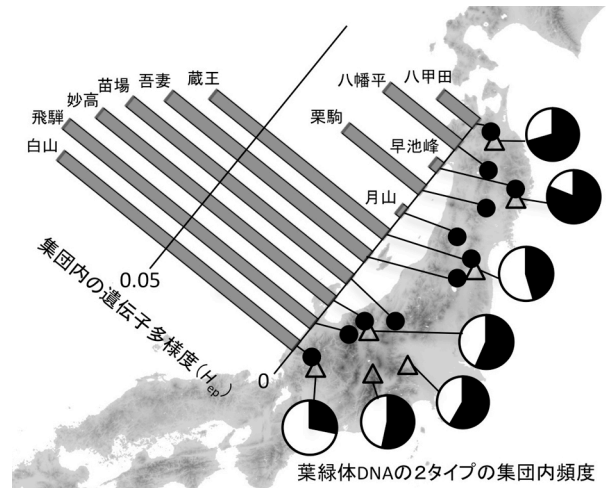 八幡平
八甲田
苗場
吾妻
蔵王
妙高
飛騨
白山
栗駒
早池峰
月山
0.05
集団内の遺伝子多様度(Hep)
0
葉緑体DNAの2タイプの集団内頻度